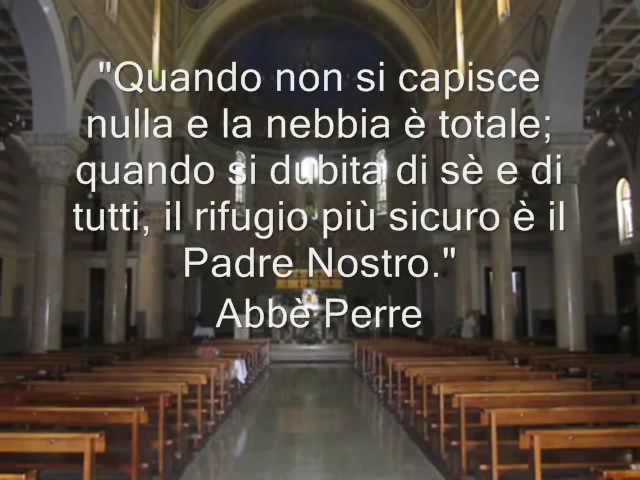 "Quando non si capisce
nulla e la nebbia è totale;
quando si dubita di sè e di
tutti, il rifugio più sicuro è il
Padre Nostro."
Abbè Perre